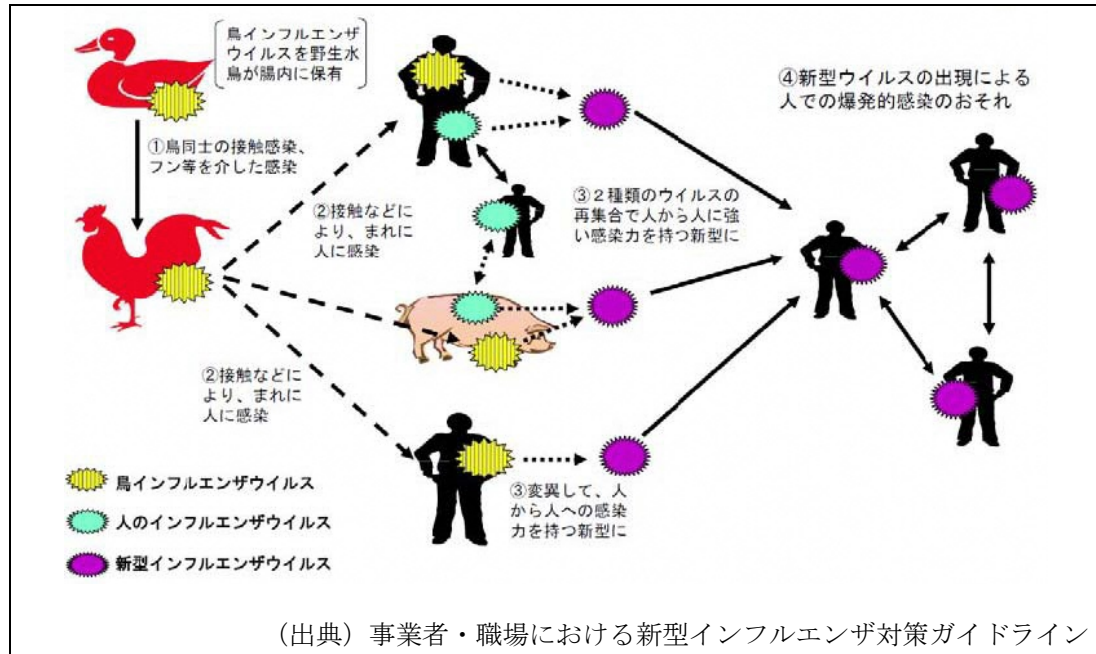 鳥インフルエンザ
ウイルスを野生水
鳥が腸内に保有
①鳥同士の接触感染、
フン等を介した感染
②接触などに
より、まれに
人に感染
③2種類のウイルスの
再集合で人から人に強
い感染力を持つ新型に
④新型ウイルスの出現による
人での爆発的感染のおそれ
②接触などに
より、まれに
人に感染
③変異して、人
から人への感染
力を持つ新型に
鳥インフルエンザウイルス
人のインフルエンザウイルス
新型インフルエンザウイルス
（出典）事業者・職場における新型インフルエンザ対策ガイドライン